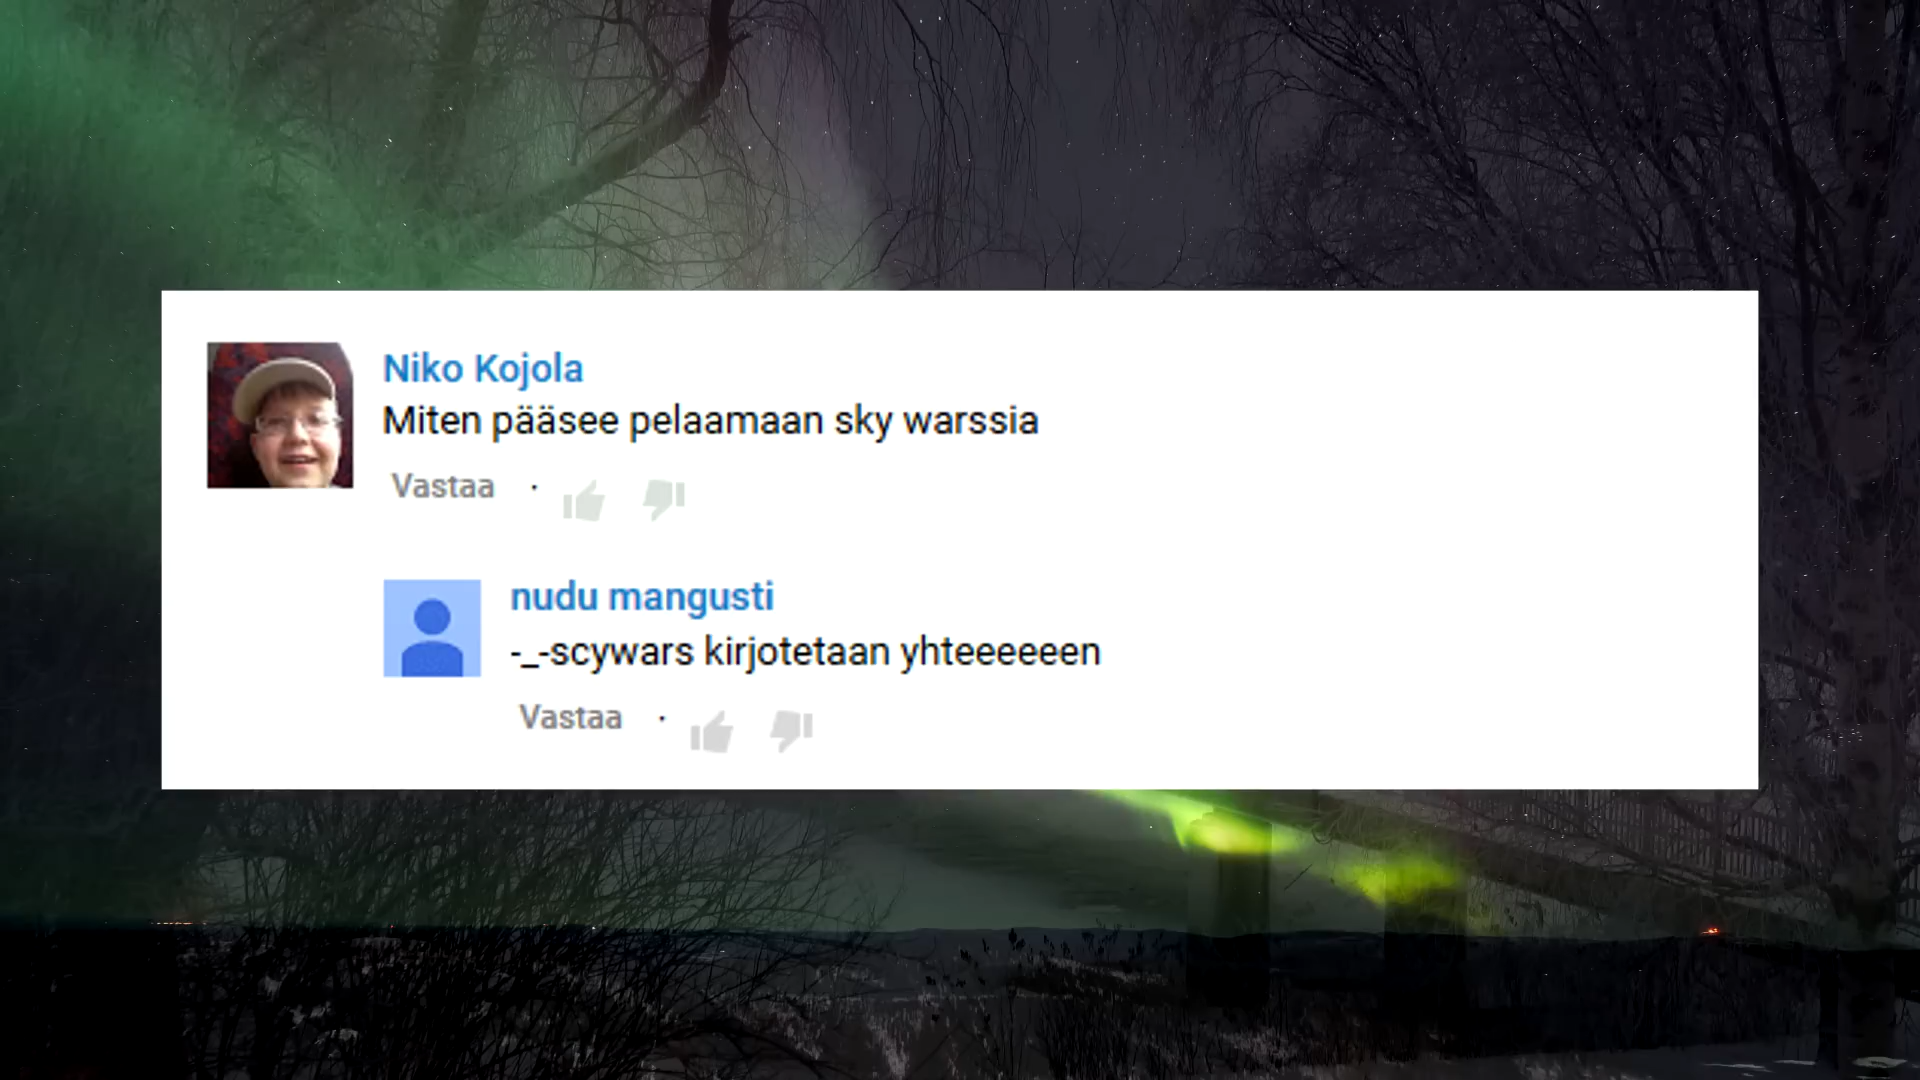 Niko Kojola
Miten pääsee pelaamaan sky warssia
Vastaa ·
nudu mangusti
-_-scywars kirjotetaan yhteeeeeen
Vastaa ·